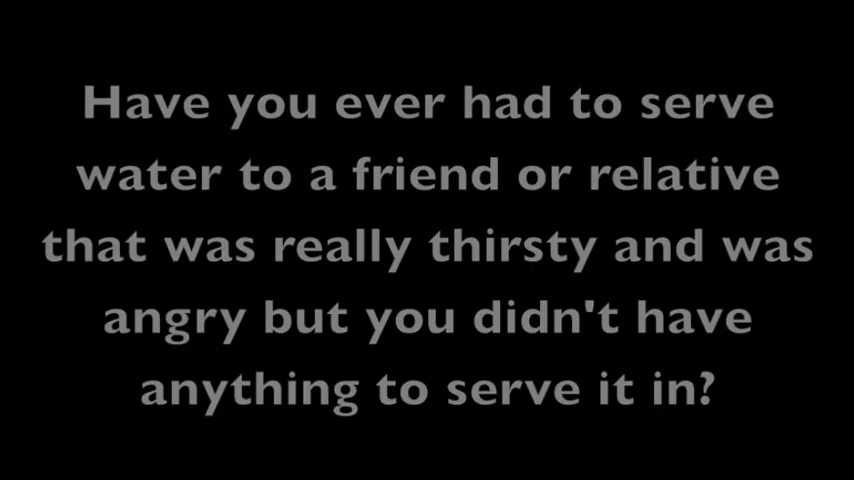 Have you ever had to serve
water to a friend or relative
that was really thirsty and was
angry but you didn't have
anything to serve it in?